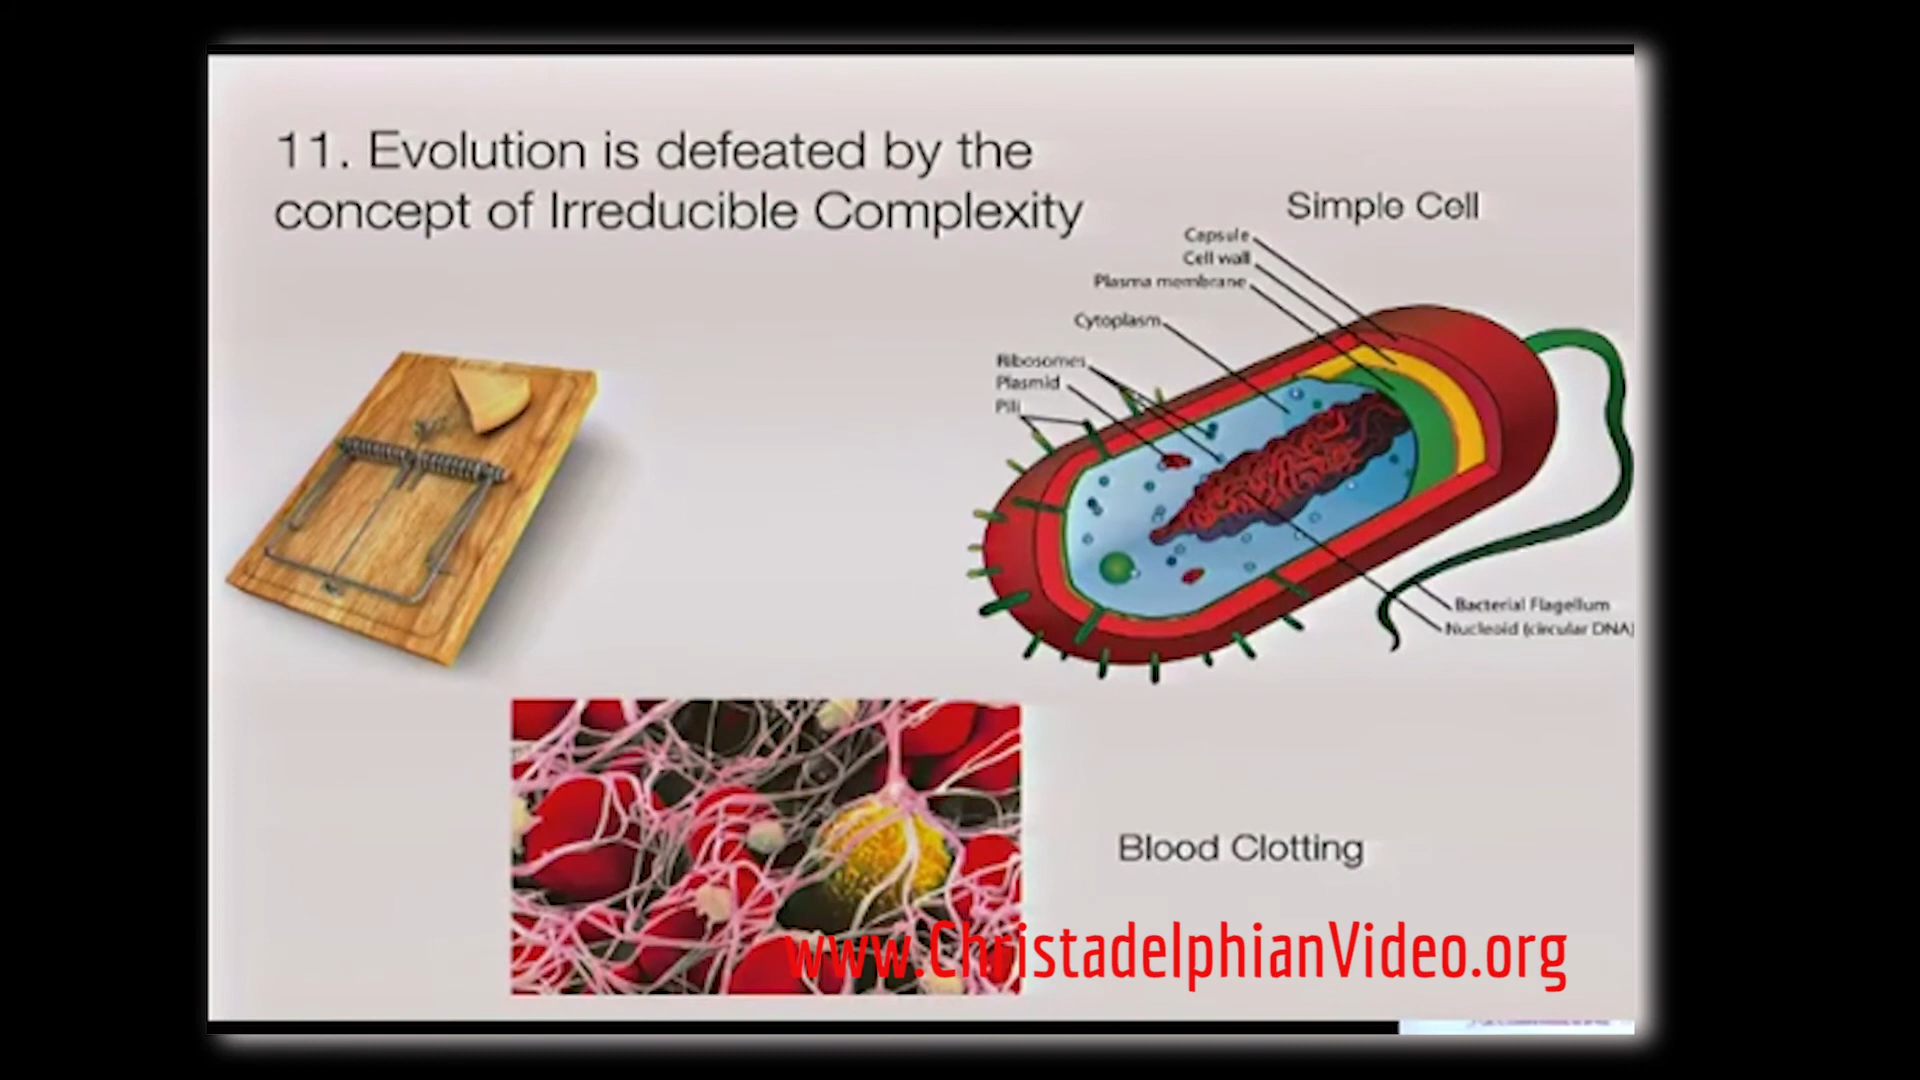 11. Evolution is defeated by the
concept of Irreducible Complexity
Simple Cell
Capsule
Cell wall
Plasma membrane
Cytoplasm
Ribosomes
Plasmid
Pili
Bacterial Flagellum
Nucleoid (circular DNA)
Blood Clotting
www.ChristadelphianVideo.org